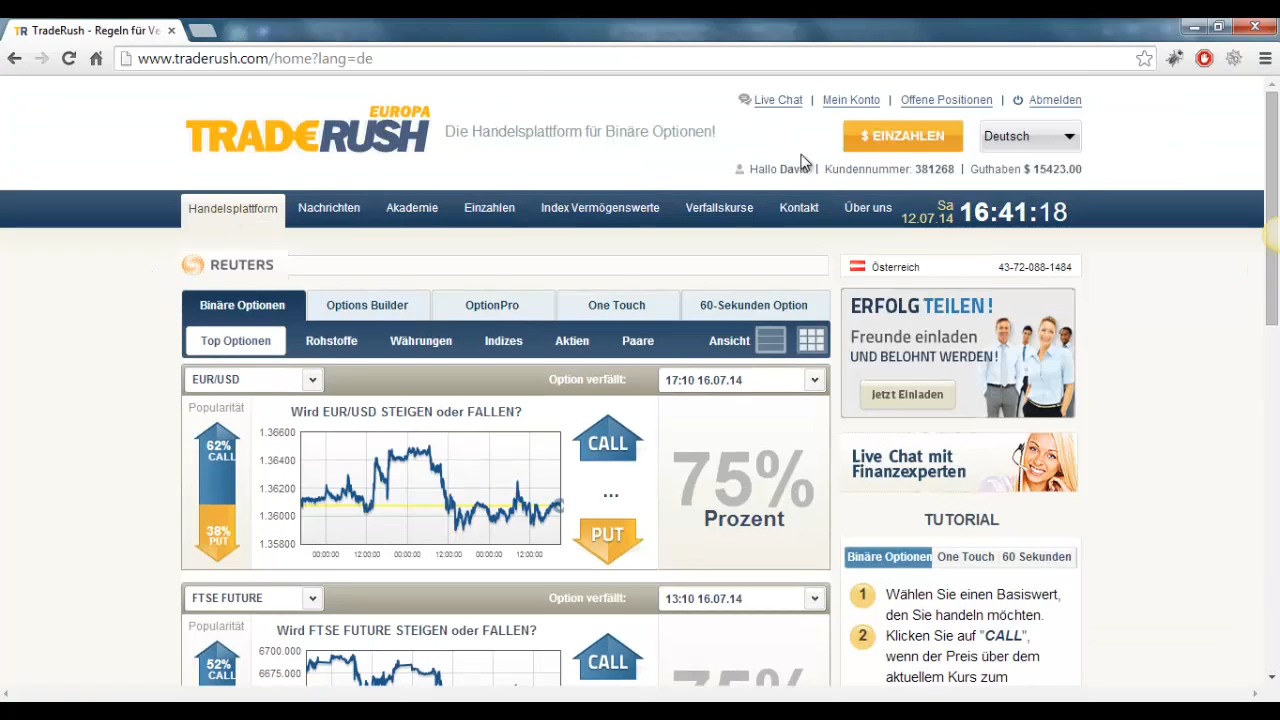 TradeRush - Regeln für Ve
www.traderush.com/home?lang=de
Live Chat | Mein Konto | Offene Positionen | Abmelden
EUROPA
TRAD€RUSH
Die Handelsplattform für Binäre Optionen!
$ EINZAHLEN
Deutsch
Hallo | Kundennummer: 381268 | Guthaben $ 15423.00
Handelsplattform Nachrichten Akademie Einzahlen Index Vermögenswerte Verfallskurse Kontakt Über uns
Sa
12.07.14
16:41:18
REUTERS
Österreich 43-72-088-1484
Binäre Optionen Options Builder OptionPro One Touch 60-Sekunden Option
Top Optionen Rohstoffe Währungen Indizes Aktien Paare Ansicht
EUR/USD Option verfällt: 17:10 16.07.14
Popularität
62%
CALL
38%
PUT
Wird EUR/USD STEIGEN oder FALLEN?
1.36600
1.36400
1.36200
1.36000
1.35800
00:00:00 12:00:00 00:00:00 12:00:00 00:00:00 12:00:00
CALL
...
PUT
75%
Prozent
FTSE FUTURE Option verfällt: 13:10 16.07.14
Popularität
52%
CALL
Wird FTSE FUTURE STEIGEN oder FALLEN?
6700.000
6675.000
CALL
75%
ERFOLG TEILEN!
Freunde einladen
UND BELOHNT WERDEN!
Jetzt Einladen
Live Chat mit
Finanzexperten
TUTORIAL
Binäre Optionen One Touch 60 Sekunden
1 Wählen Sie einen Basiswert,
den Sie handeln möchten.
2 Klicken Sie auf "CALL",
wenn der Preis über dem
aktuellem Kurs zum